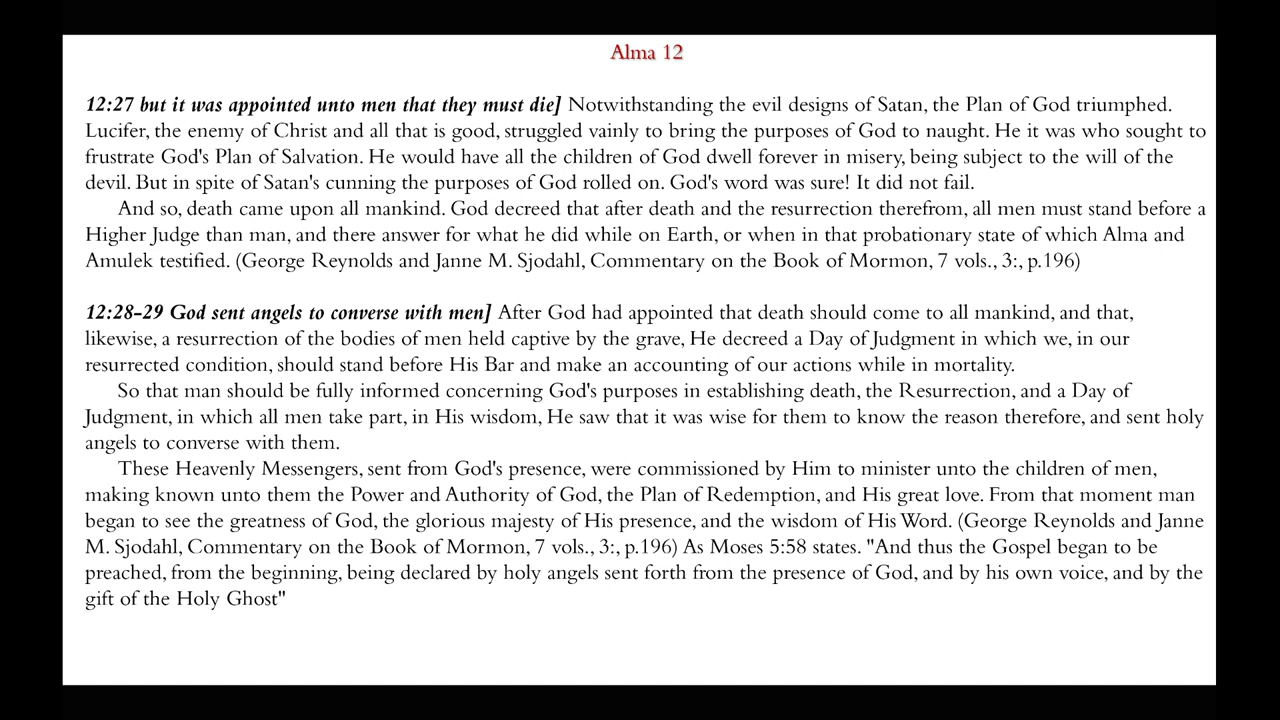 Alma 12
12:27 but it was appointed unto men that they must die] Notwithstanding the evil designs of Satan, the Plan of God triumphed.
Lucifer, the enemy of Christ and all that is good, struggled vainly to bring the purposes of God to naught. He it was who sought to
frustrate God's Plan of Salvation. He would have all the children of God dwell forever in misery, being subject to the will of the
devil. But in spite of Satan's cunning the purposes of God rolled on. God's word was sure! It did not fail.
And so, death came upon all mankind. God decreed that after death and the resurrection therefrom, all men must stand before a
Higher Judge than man, and there answer for what he did while on Earth, or when in that probationary state of which Alma and
Amulek testified. (George Reynolds and Janne M. Sjodahl, Commentary on the Book of Mormon, 7 vols., 3:, p.196)
12:28-29 God sent angels to converse with men] After God had appointed that death should come to all mankind, and that,
likewise, a resurrection of the bodies of men held captive by the grave, He decreed a Day of Judgment in which we, in our
resurrected condition, should stand before His Bar and make an accounting of our actions while in mortality.
So that man should be fully informed concerning God's purposes in establishing death, the Resurrection, and a Day of
Judgment, in which all men take part, in His wisdom, He saw that it was wise for them to know the reason therefore, and sent holy
angels to converse with them.
These Heavenly Messengers, sent from God's presence, were commissioned by Him to minister unto the children of men,
making known unto them the Power and Authority of God, the Plan of Redemption, and His great love. From that moment man
began to see the greatness of God, the glorious majesty of His presence, and the wisdom of His Word. (George Reynolds and Janne
M. Sjodahl, Commentary on the Book of Mormon, 7 vols., 3:, p.196) As Moses 5:58 states. "And thus the Gospel began to be
preached, from the beginning, being declared by holy angels sent forth from the presence of God, and by his own voice, and by the
gift of the Holy Ghost"